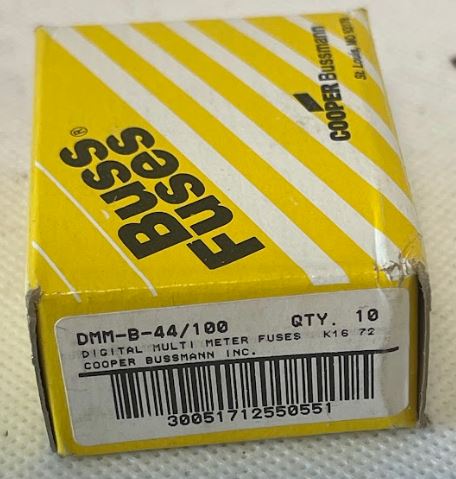 Buss®
Fuses
COOPER Bussmann
St. Louis, MO 63178
DMM-B-44/100 QTY. 10
DIGITAL MULTI METER FUSES K16 72
COOPER BUSSMANN INC.
30051712550551